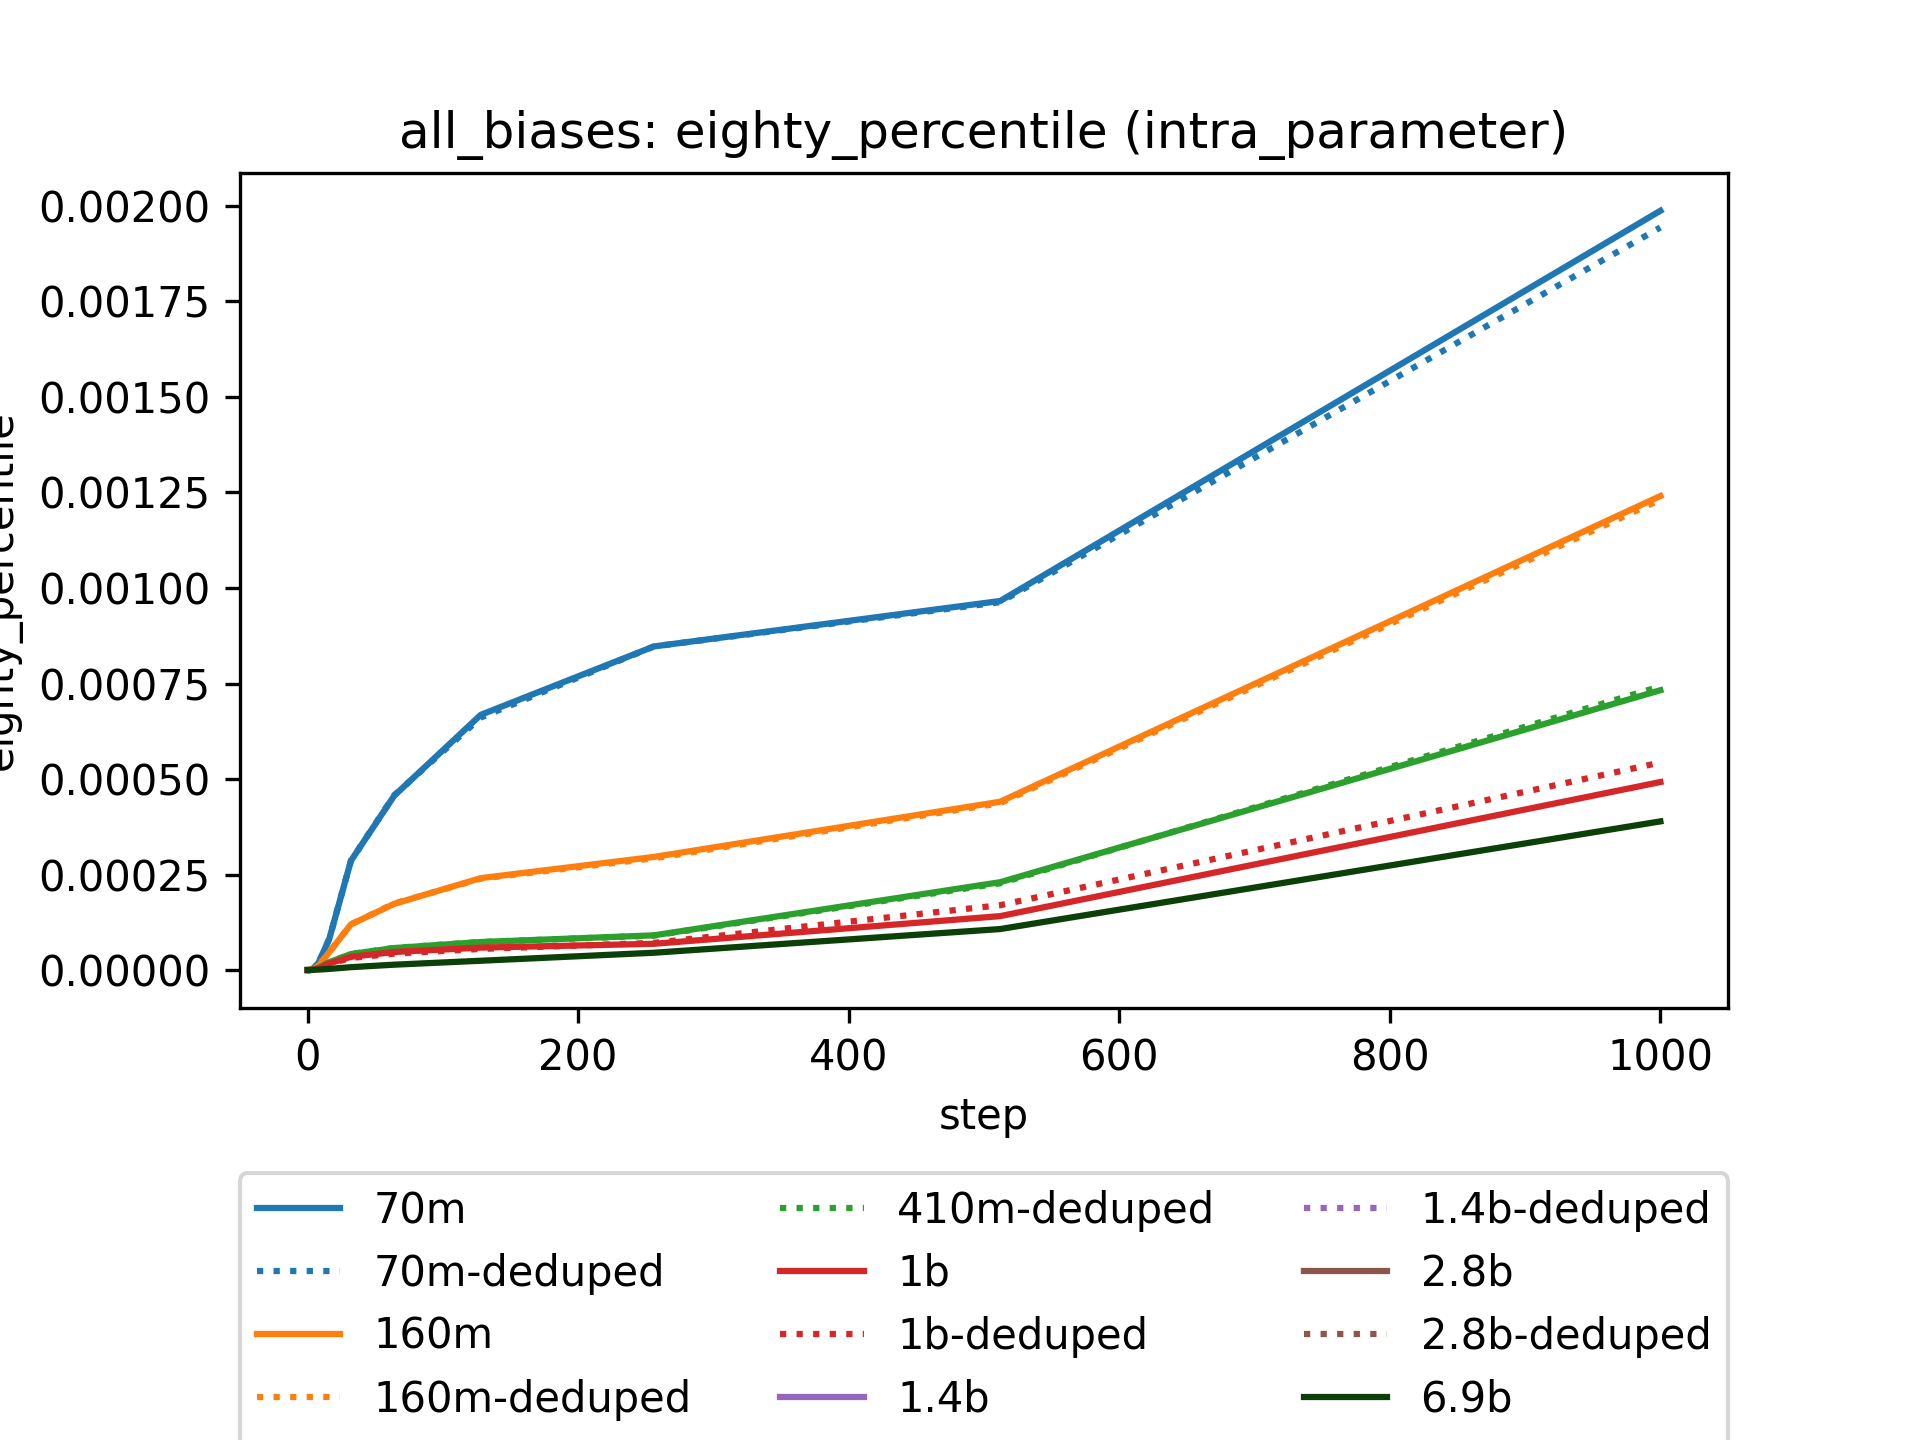 all_biases: eighty_percentile (intra_parameter)
eighty_percentile
0.00200
0.00175
0.00150
0.00125
0.00100
0.00075
0.00050
0.00025
0.00000
0 200 400 600 800 1000
step
70m 410m-deduped 1.4b-deduped
70m-deduped 1b 2.8b
160m 1b-deduped 2.8b-deduped
160m-deduped 1.4b 6.9b